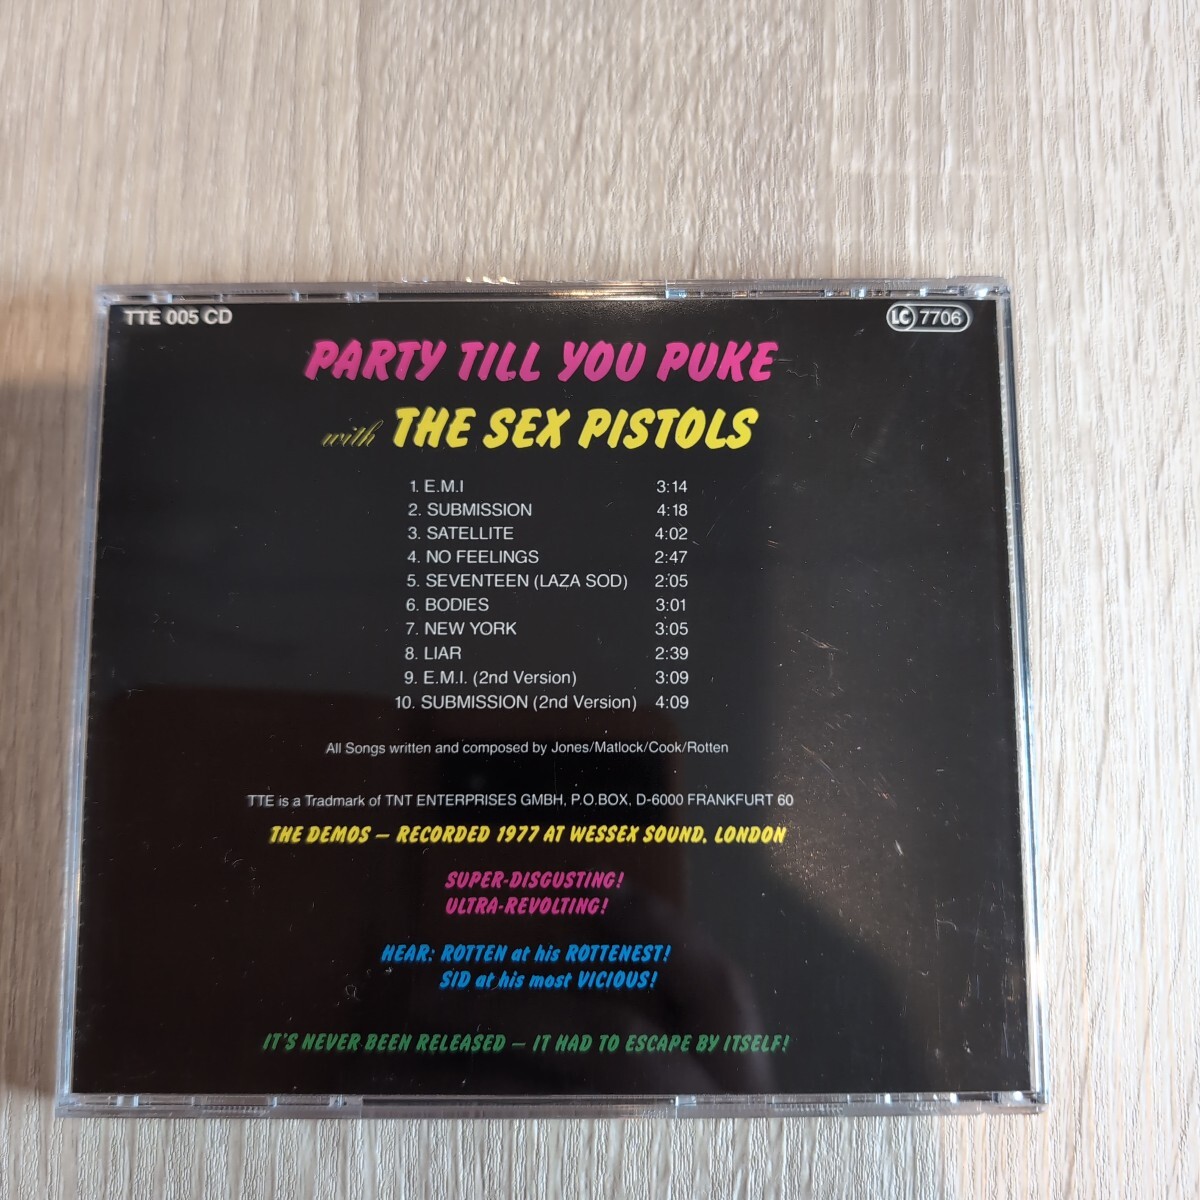 TTE 005 CD
LC 7706
PARTY TILL YOU PUKE
with THE SEX PISTOLS
1. E.M.I 3:14
2. SUBMISSION 4:18
3. SATELLITE 4:02
4. NO FEELINGS 2:47
5. SEVENTEEN (LAZA SOD) 2:05
6. BODIES 3:01
7. NEW YORK 3:05
8. LIAR 2:39
9. E.M.I. (2nd Version) 3:09
10. SUBMISSION (2nd Version) 4:09
All Songs written and composed by Jones/Matlock/Cook/Rotten
TTE is a Tradmark of TNT ENTERPRISES GMBH, P.O.BOX, D-6000 FRANKFURT 60
THE DEMOS – RECORDED 1977 AT WESSEX SOUND, LONDON
SUPER-DISGUSTING!
ULTRA-REVOLTING!
HEAR: ROTTEN at his ROTTENEST!
SID at his most VICIOUS!
IT'S NEVER BEEN RELEASED – IT HAD TO ESCAPE BY ITSELF!